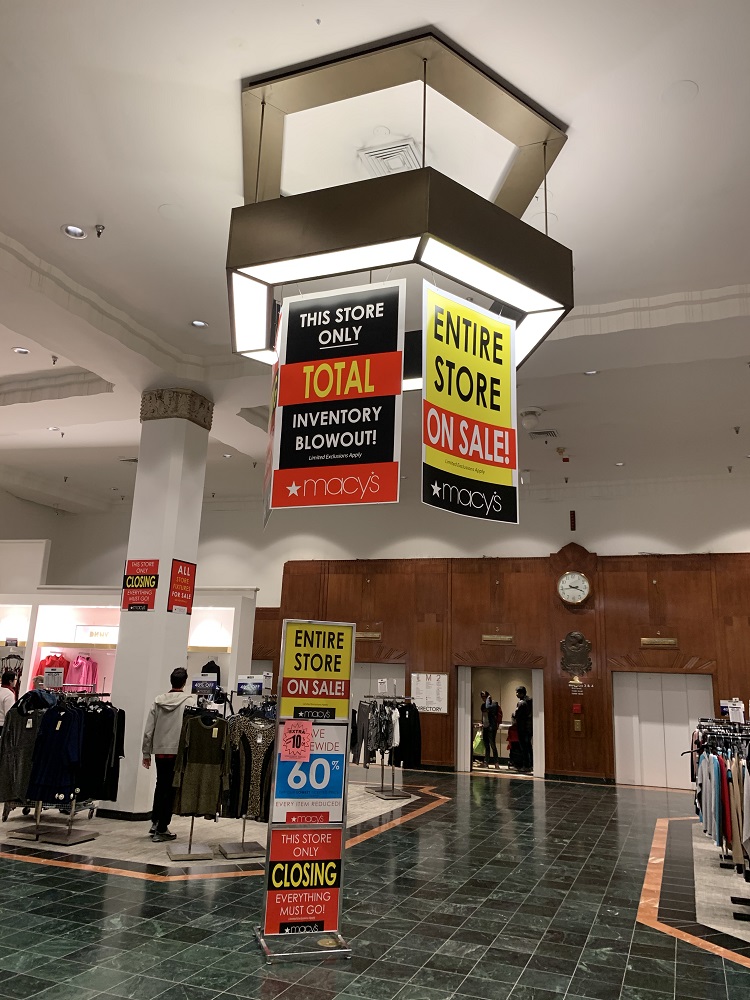 THIS STORE
ONLY
TOTAL
INVENTORY
BLOWOUT!
Limited Exclusions Apply
macy's
ENTIRE
STORE
ON SALE!
Limited Exclusions Apply
macy's
THIS STORE
ONLY
CLOSING
EVERYTHING
MUST GO!
macy's
ALL
STORE
FIXTURES
FOR SALE
ENTIRE
STORE
ON SALE!
macy's
EXTRA
10
60%
EVERY ITEM REDUCED!
macy's
THIS STORE
ONLY
CLOSING
EVERYTHING
MUST GO!
macy's
M 2
DIRECTORY